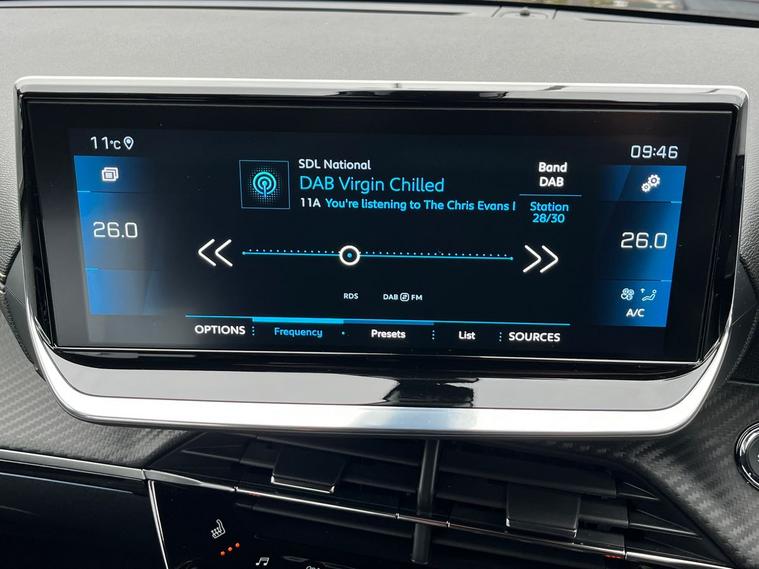 11°C
09:46
SDL National
DAB Virgin Chilled
11A You're listening to The Chris Evans
Band
DAB
Station
28/30
26.0
26.0
RDS
DAB FM
A/C
OPTIONS
Frequency
Presets
List
SOURCES